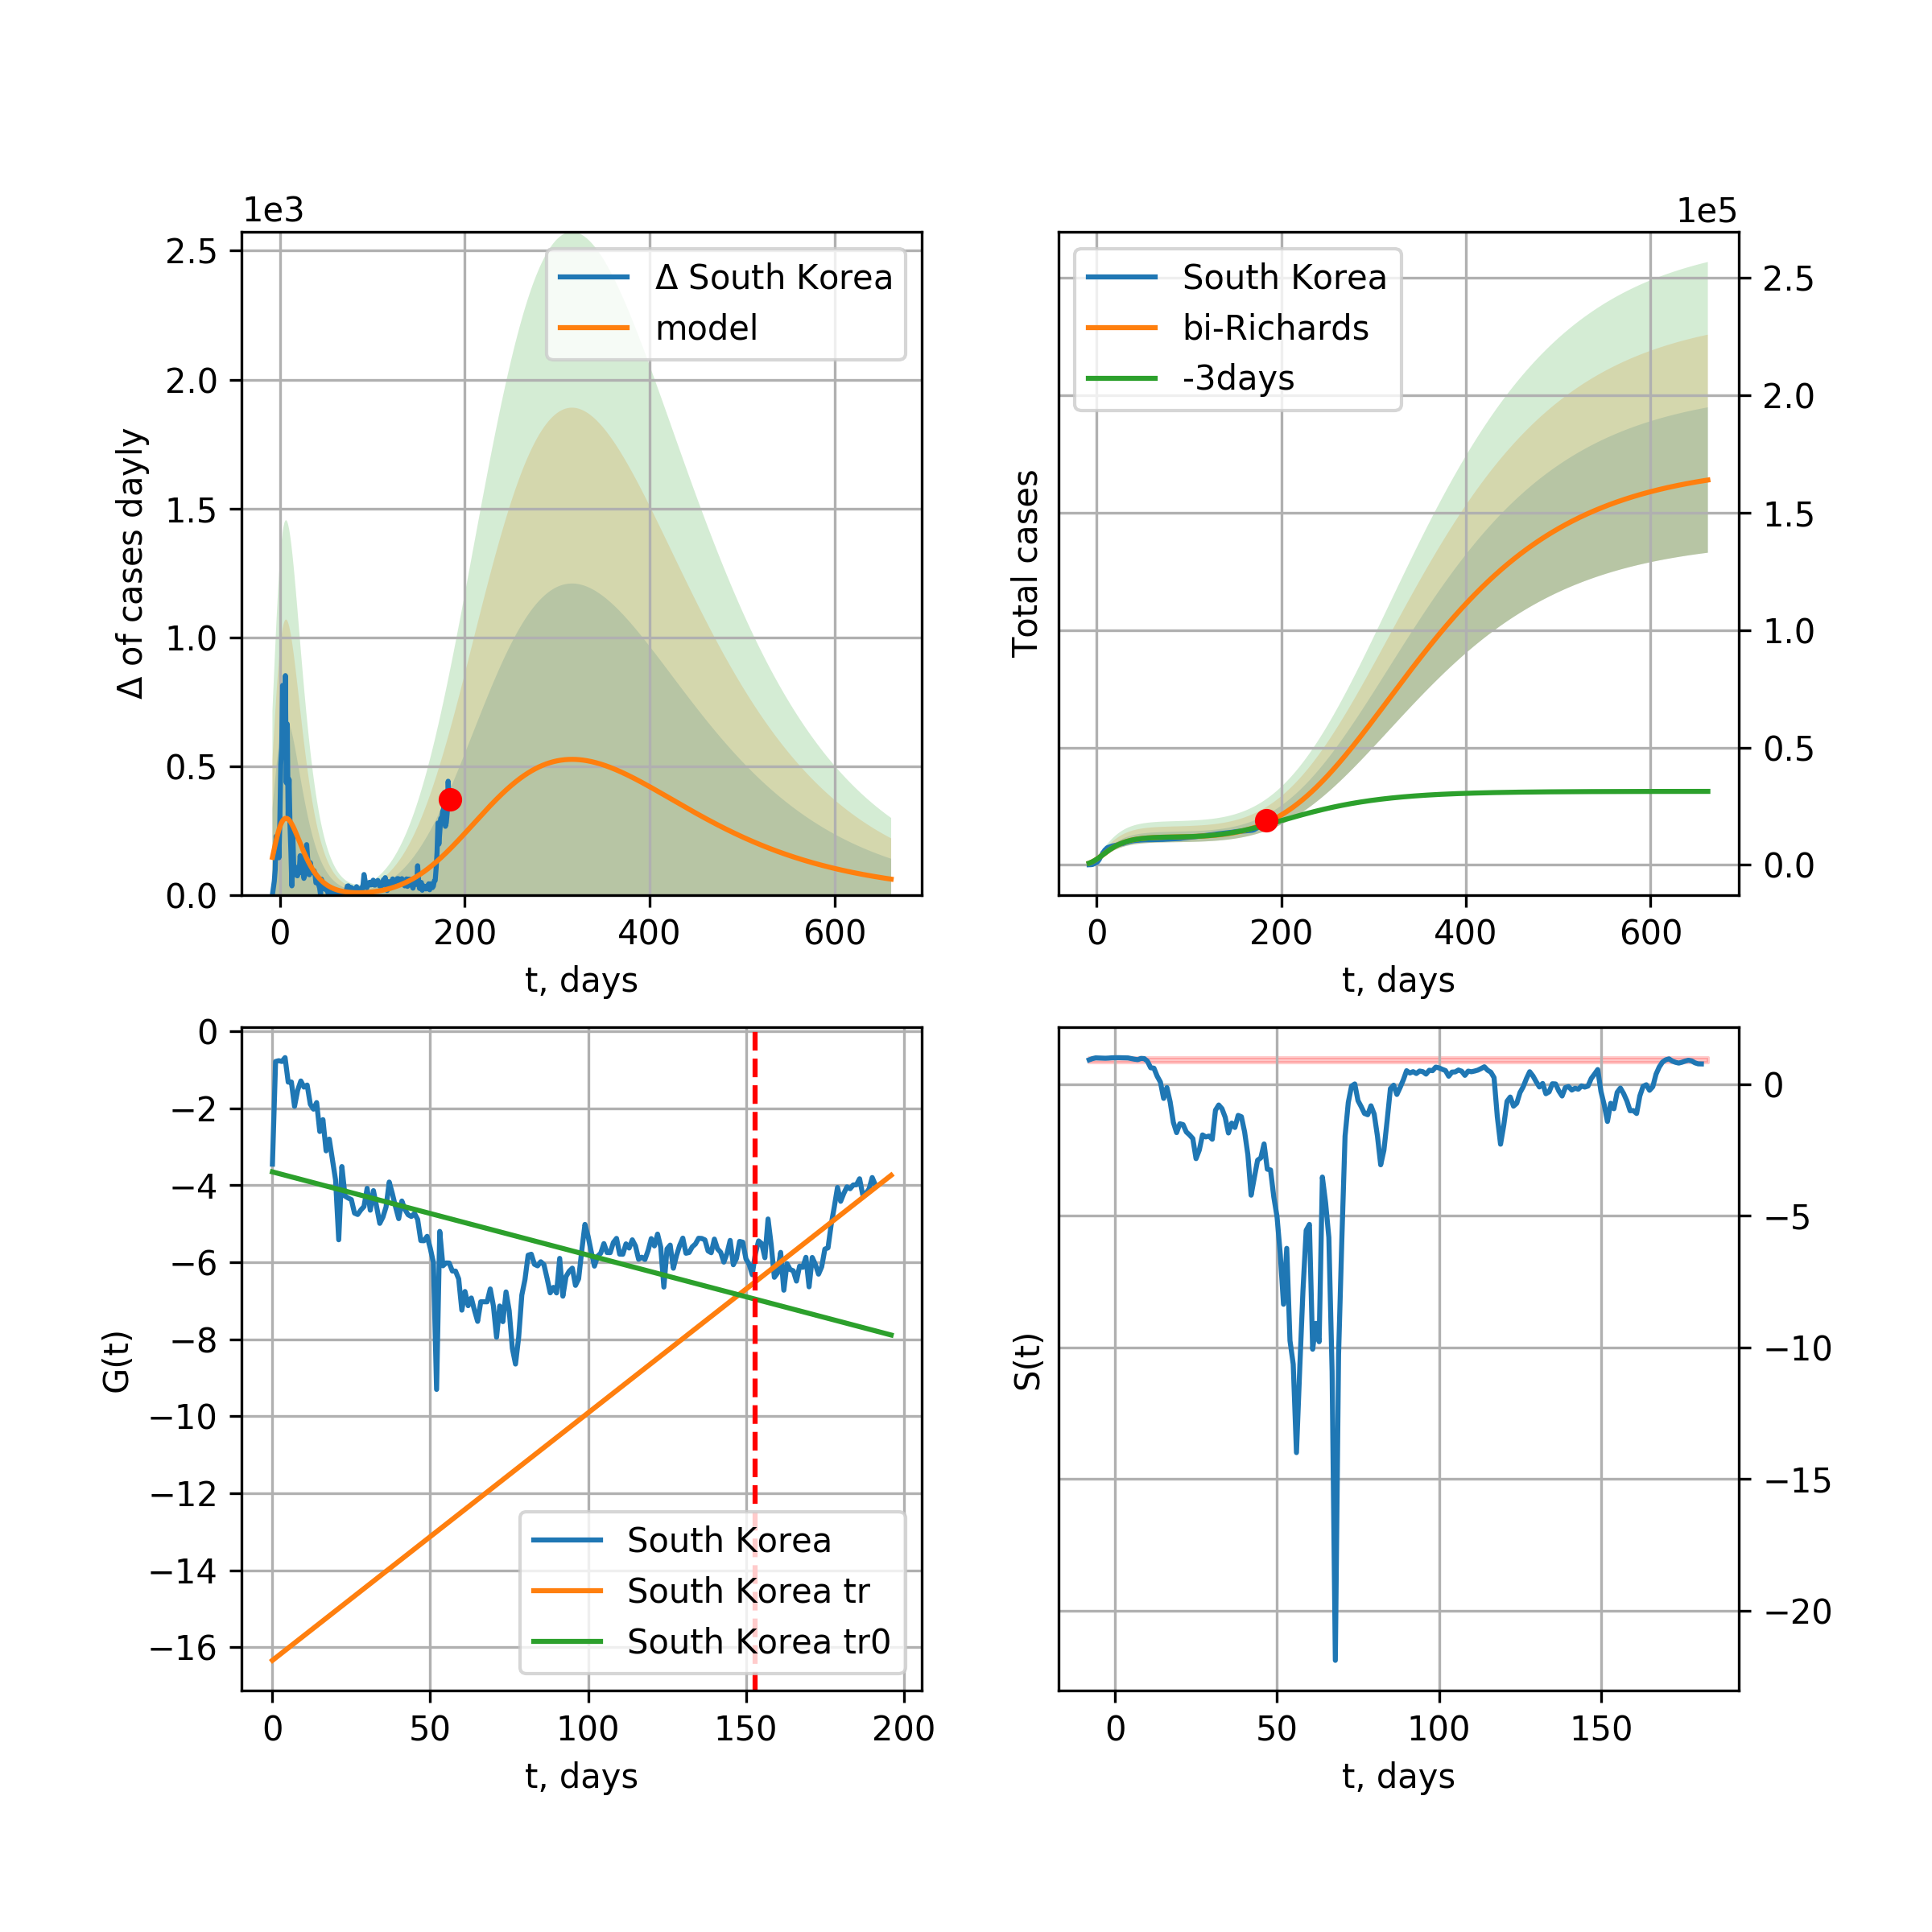 1e3
2.5
2.0
1.5
1.0
0.5
0.0
0 200 400 600
t, days
Δ of cases dayly
Δ South Korea
model
1e5
2.5
2.0
1.5
1.0
0.5
0.0
0 200 400 600
t, days
Total cases
South Korea
bi-Richards
-3days
0
−2
−4
−6
−8
−10
−12
−14
−16
0 50 100 150 200
t, days
G(t)
South Korea
South Korea tr
South Korea tr0
0
−5
−10
−15
−20
0 50 100 150
t, days
S(t)